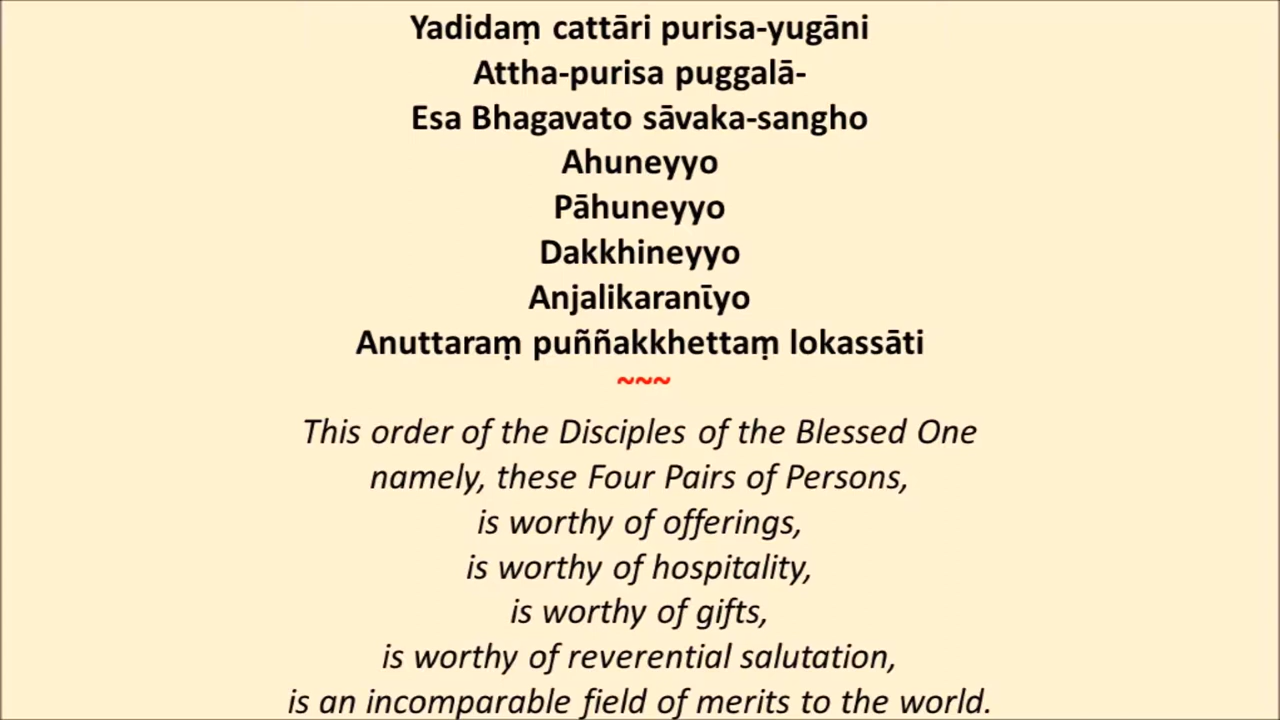 Yadidaṃ cattāri purisa-yugāni
Attha-purisa puggalā-
Esa Bhagavato sāvaka-sangho
Ahuneyyo
Pāhuneyyo
Dakkhineyyo
Anjalikaranῑyo
Anuttaraṃ puññakkhettaṃ lokassāti
~~~
This order of the Disciples of the Blessed One
namely, these Four Pairs of Persons,
is worthy of offerings,
is worthy of hospitality,
is worthy of gifts,
is worthy of reverential salutation,
is an incomparable field of merits to the world.